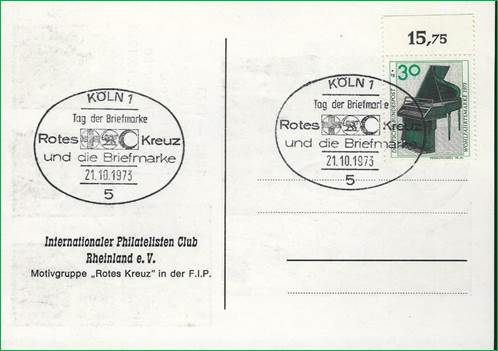 15,75
KÖLN 1
Tag der Briefmarke
Rotes Kreuz
und die Briefmarke
21.10.1973
5
KÖLN 1
Tag der Briefmarke
Rotes Kreuz
und die Briefmarke
21.10.1973
5
30
DEUTSCHE BUNDESPOST
WOHLFAHRTSMARKE 1973
Internationaler Philatelisten Club
Rheinland e. V.
Motivgruppe „Rotes Kreuz" in der F.I.P.